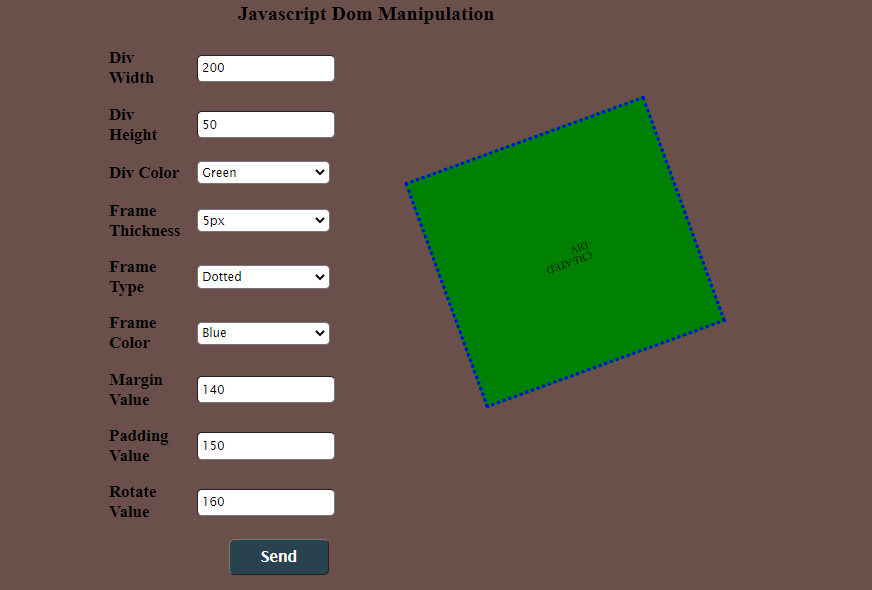 Javascript Dom Manipulation
Div
Width
200
Div
Height
50
Div Color
Green
Frame
Thickness
5px
Frame
Type
Dotted
Frame
Color
Blue
Margin
Value
140
Padding
Value
150
Rotate
Value
160
Send
CREATED
DIV